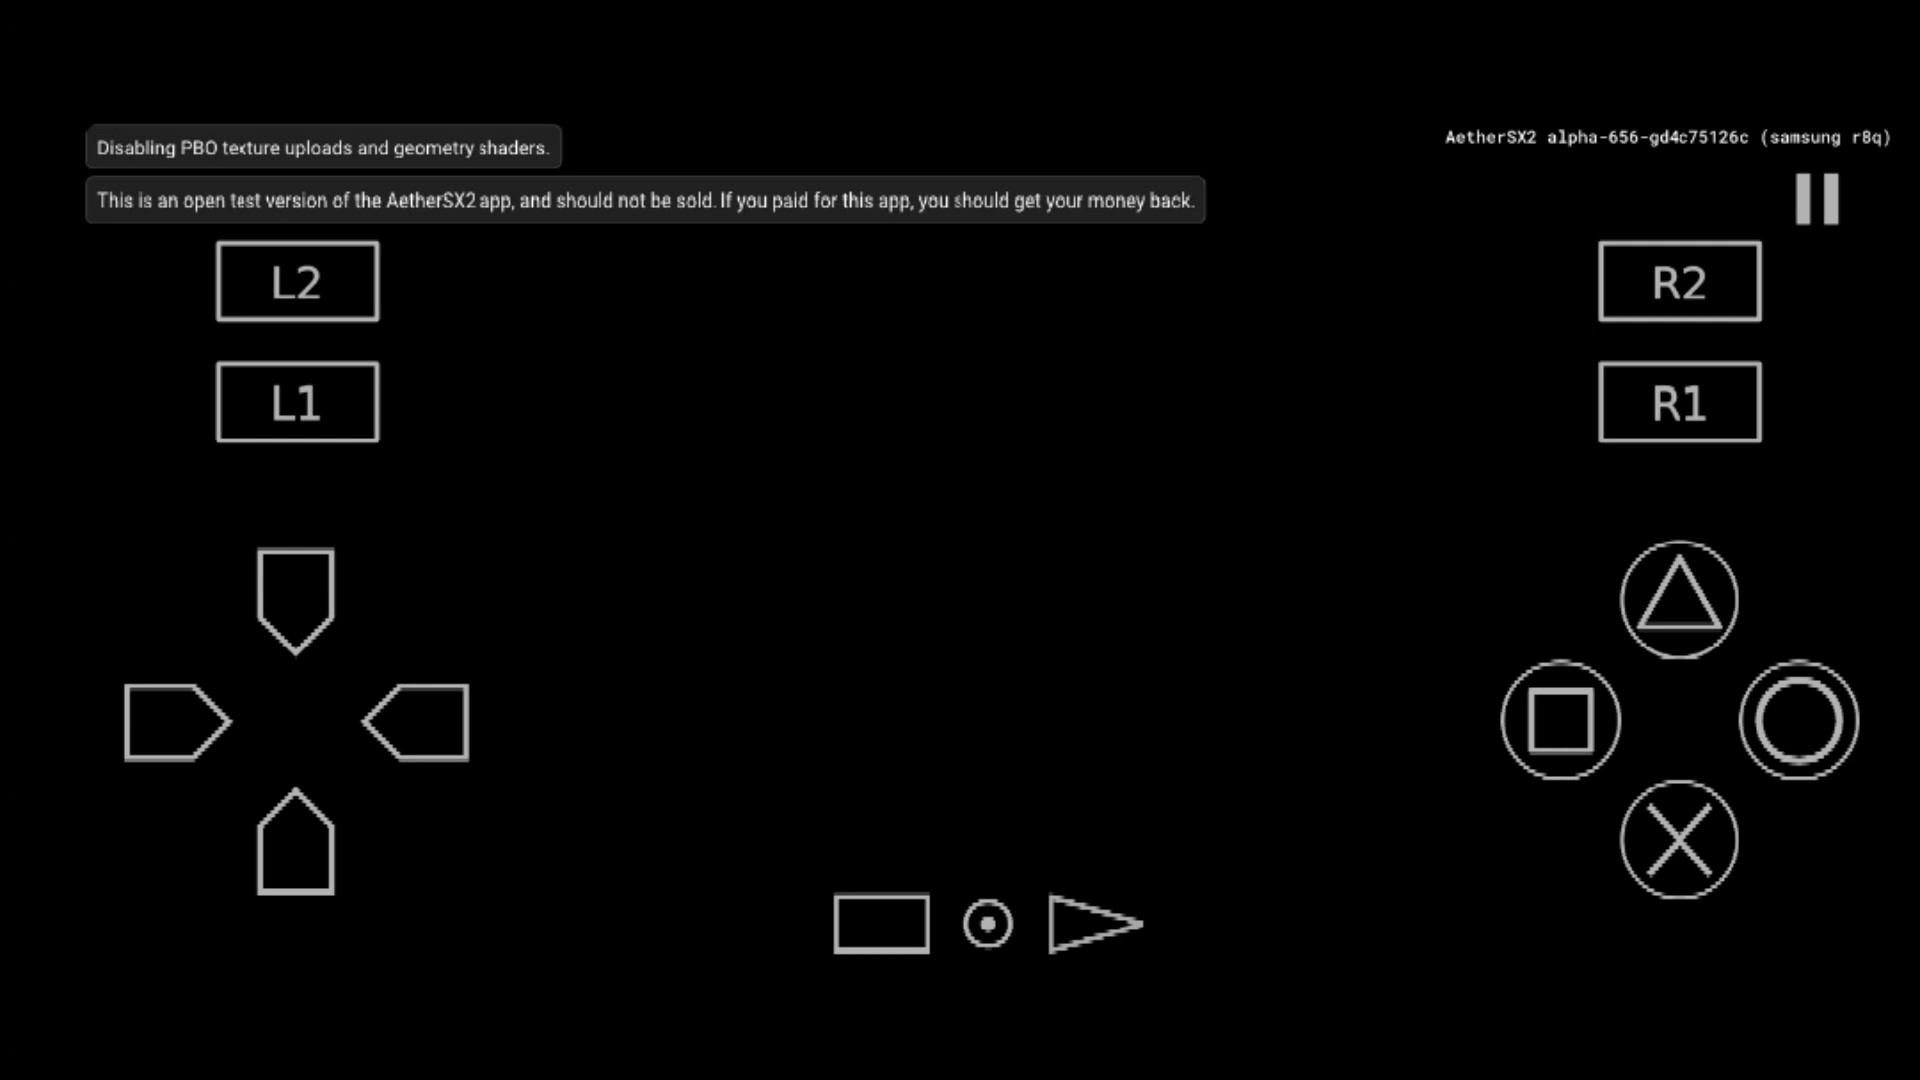 Disabling PBO texture uploads and geometry shaders.
AetherSX2 alpha-656-gd4c75126c (samsung r8q)
This is an open test version of the AetherSX2 app, and should not be sold. If you paid for this app, you should get your money back.
L2
R2
L1
R1